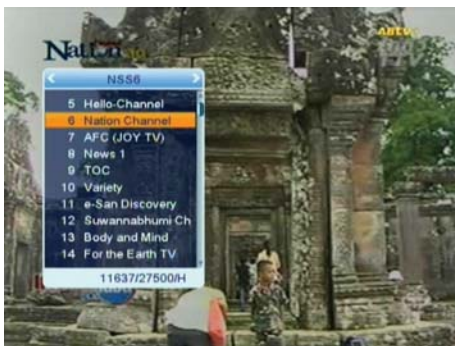 Nation
NSS6
5 Hello-Channel
6 Nation Channel
7 AFC (JOY TV)
8 News 1
9 TOC
10 Variety
11 e-San Discovery
12 Suwannabhumi Ch
13 Body and Mind
14 For the Earth TV
11637/27500/H